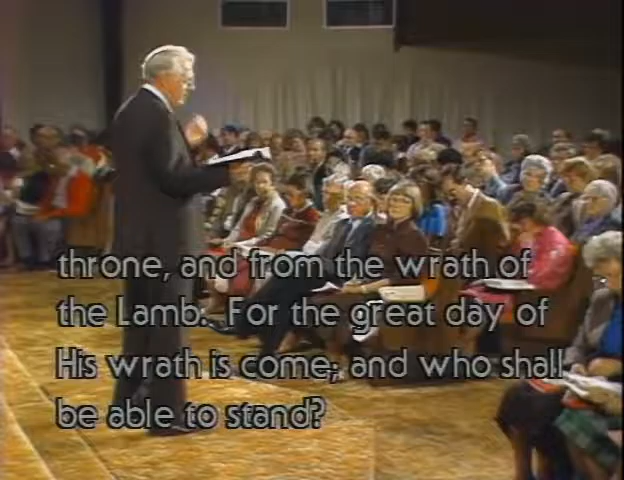 throne, and from the wrath of
the Lamb: For the great day of
His wrath is come; and who shall
be able to stand?